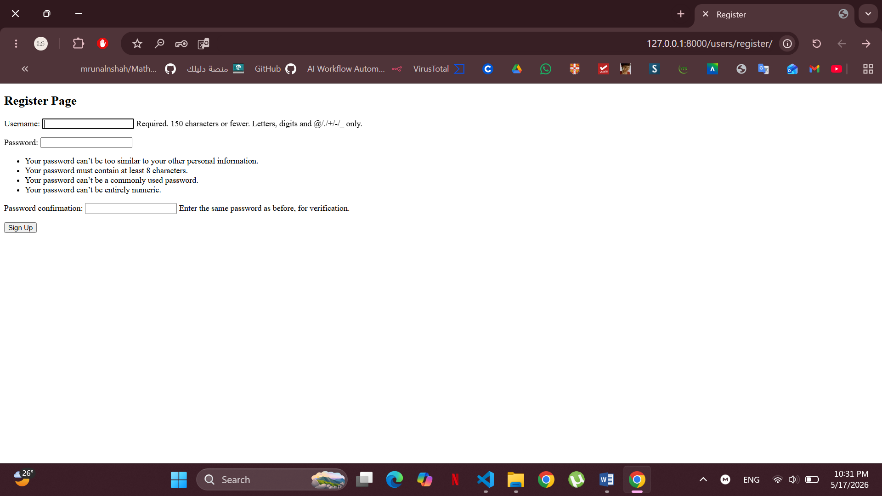 Register
127.0.0.1:8000/users/register/
mrunalnshah/Math...
منصة دليلك
GitHub
AI Workflow Autom...
VirusTotal
Register Page
Username: Required. 150 characters or fewer. Letters, digits and @/./+/-/_ only.
Password:
• Your password can’t be too similar to your other personal information.
• Your password must contain at least 8 characters.
• Your password can’t be a commonly used password.
• Your password can’t be entirely numeric.
Password confirmation: Enter the same password as before, for verification.
Sign Up
26°
Search
ENG
10:31 PM
5/17/2026